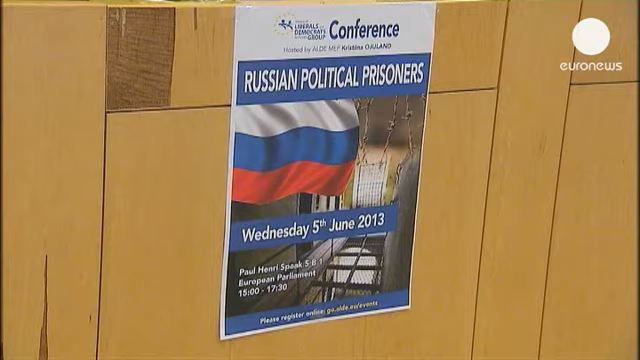 LIBERALS AND
DEMOCRATS
GROUP
Conference
Hosted by ALDE MEP Kristiina OJULAND
RUSSIAN POLITICAL PRISONERS
Wednesday 5th June 2013
Paul Henri Spaak 5 B 1
European Parliament
15:00 - 17:30
Please register online: go.alde.eu/events
euronews